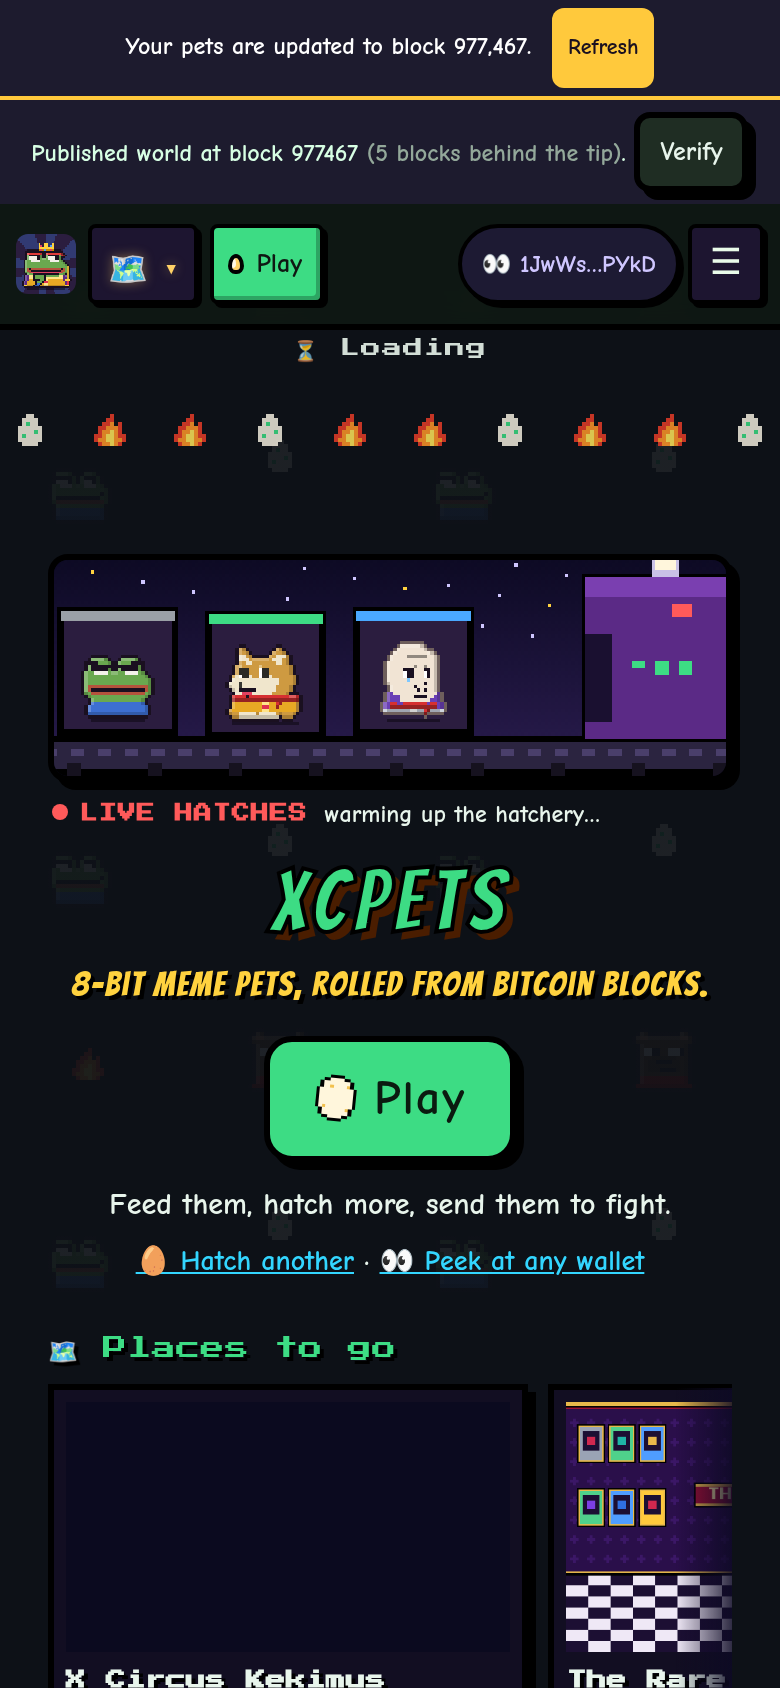 Your pets are updated to block 977,467.
Refresh
Published world at block 977467 (5 blocks behind the tip).
Verify
Play
1JwWs...PYkD
Loading
LIVE HATCHES warming up the hatchery...
XCPETS
8-BIT MEME PETS, ROLLED FROM BITCOIN BLOCKS.
Play
Feed them, hatch more, send them to fight.
Hatch another · Peek at any wallet
Places to go
TH
X Circus Kekimus
The Rare